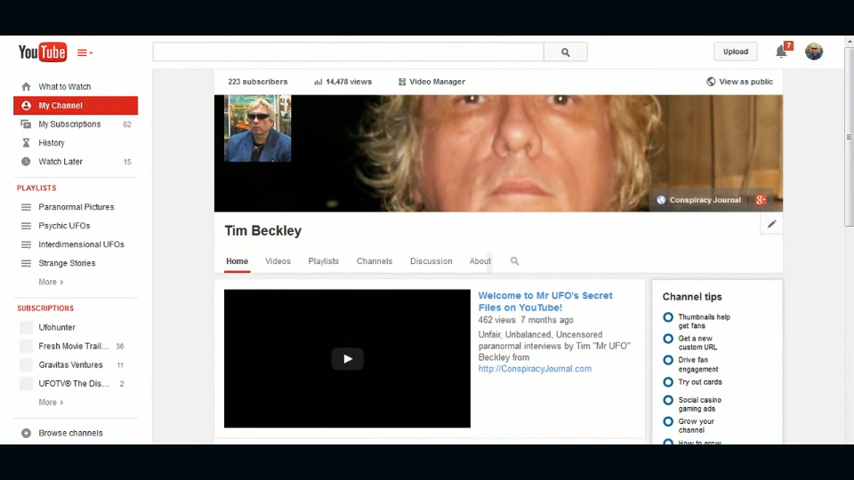 YouTube
Upload
7
What to Watch
My Channel
My Subscriptions 62
History
Watch Later 15
PLAYLISTS
Paranormal Pictures
Psychic UFOs
Interdimensional UFOs
Strange Stories
More >
SUBSCRIPTIONS
Ufohunter
Fresh Movie Trail... 36
Gravitas Ventures 11
UFOTV® The Dis... 2
More >
Browse channels
223 subscribers 14,478 views Video Manager View as public
Conspiracy Journal g+
Tim Beckley
Home Videos Playlists Channels Discussion About
Welcome to Mr UFO's Secret
Files on YouTube!
462 views 7 months ago
Unfair, Unbalanced, Uncensored
paranormal interviews by Tim "Mr UFO"
Beckley from
http://ConspiracyJournal.com
Channel tips
Thumbnails help
get fans
Get a new
custom URL
Drive fan
engagement
Try out cards
Social casino
gaming ads
Grow your
channel
How to grow